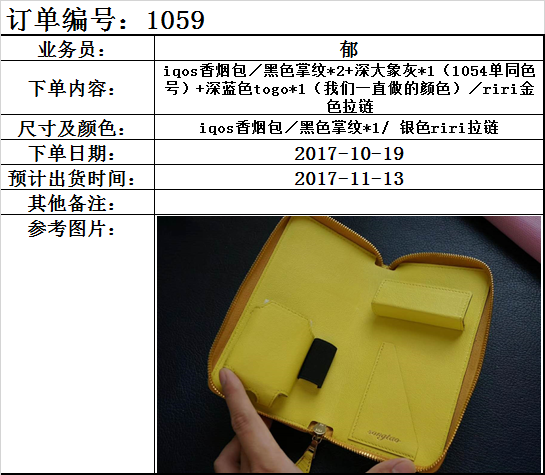 订单编号：1059
业务员： 郁
下单内容： iqos香烟包／黑色掌纹*2+深大象灰*1（1054单同色
号）+深蓝色togo*1（我们一直做的颜色）／riri金
色拉链
尺寸及颜色： iqos香烟包／黑色掌纹*1/ 银色riri拉链
下单日期： 2017-10-19
预计出货时间： 2017-11-13
其他备注：
参考图片：